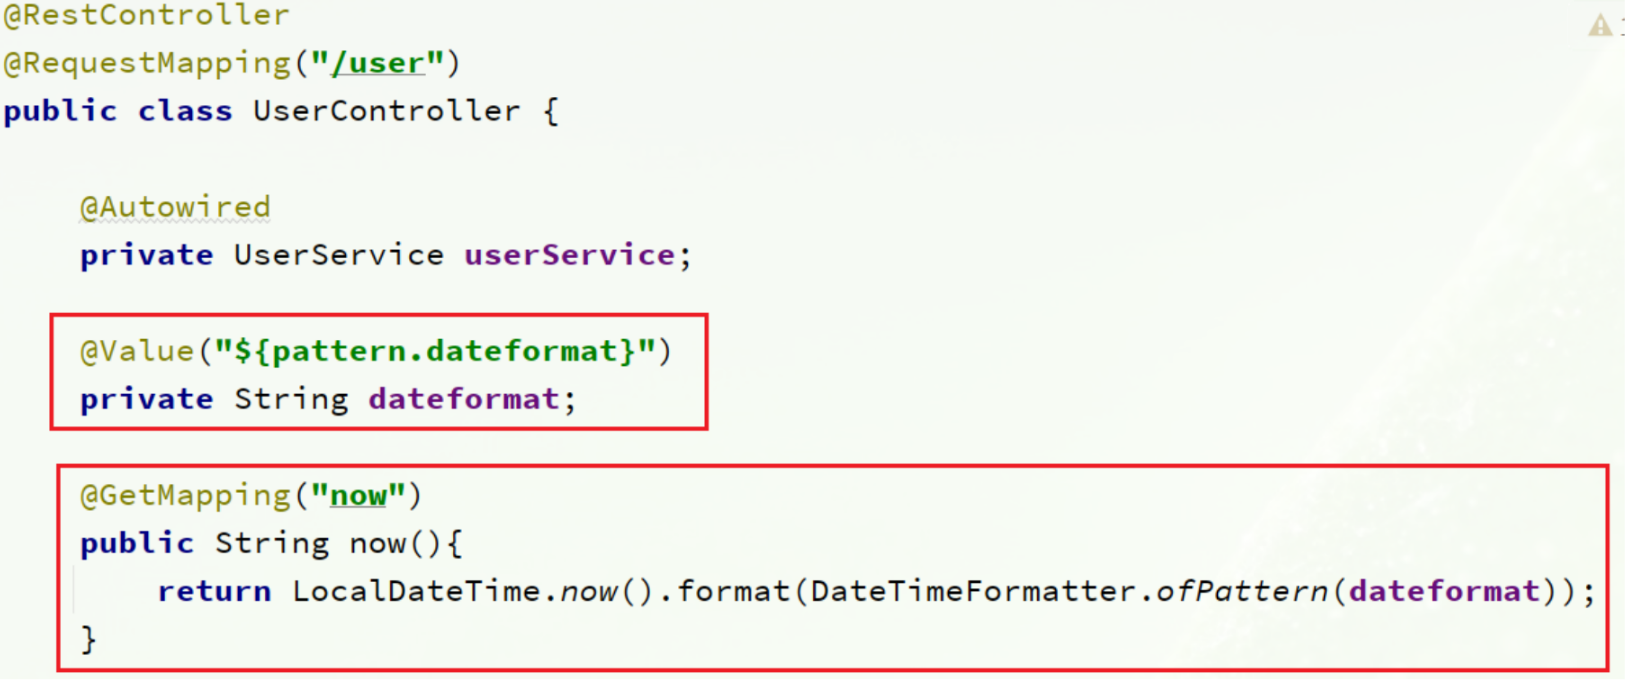 @RestController
@RequestMapping("/user")
public class UserController {
@Autowired
private UserService userService;
@Value("${pattern.dateformat}")
private String dateformat;
@GetMapping("now")
public String now(){
return LocalDateTime.now().format(DateTimeFormatter.ofPattern(dateformat));
}